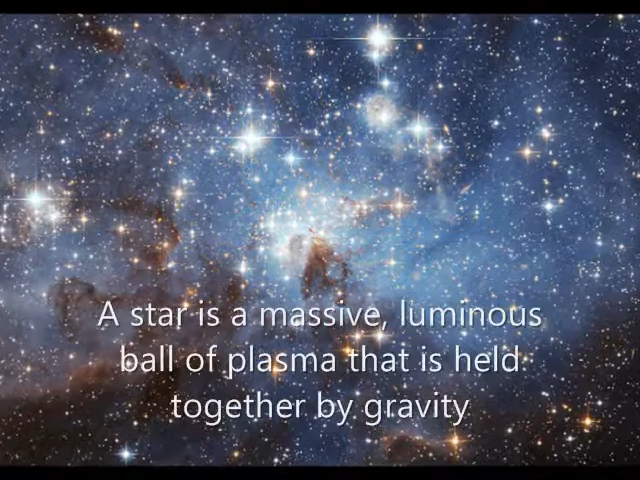 A star is a massive, luminous
ball of plasma that is held
together by gravity